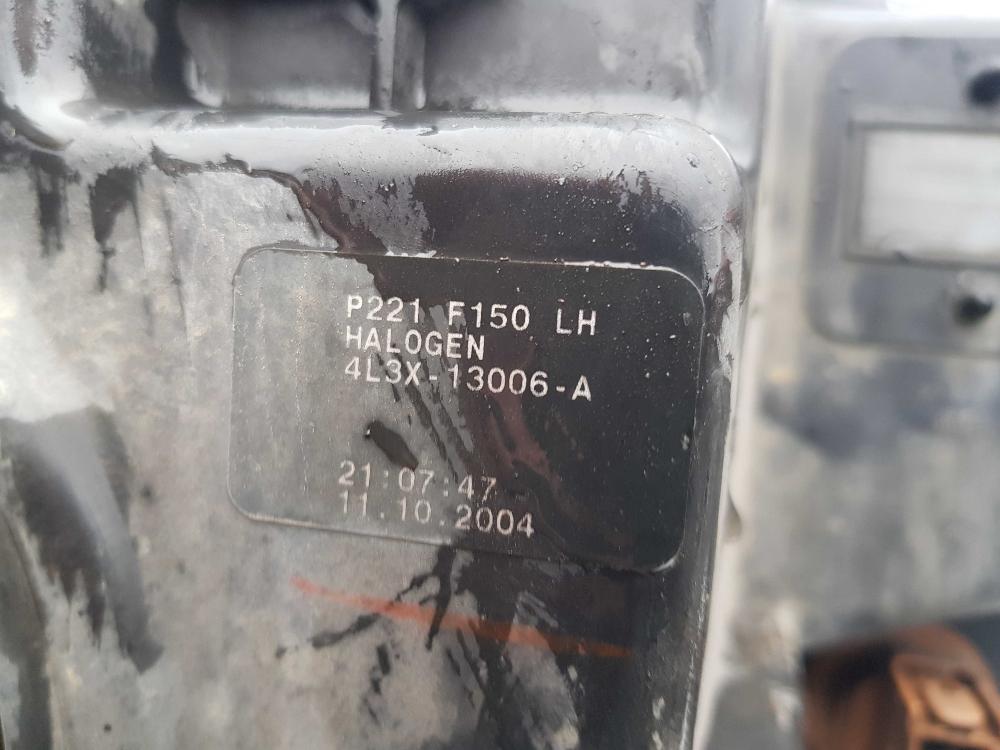 P221 F150 LH
HALOGEN
4L3X-13006-A
21:07:47
11.10.2004